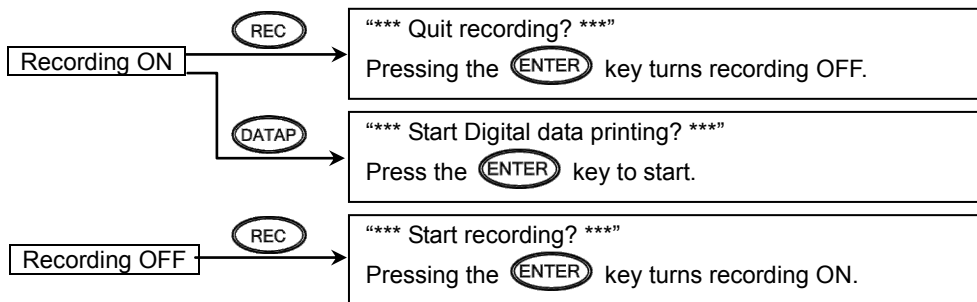 REC
“*** Quit recording? ***”
Recording ON
Pressing the ENTER key turns recording OFF.
DATAP
“*** Start Digital data printing? ***”
Press the ENTER key to start.
REC
“*** Start recording? ***”
Recording OFF
Pressing the ENTER key turns recording ON.